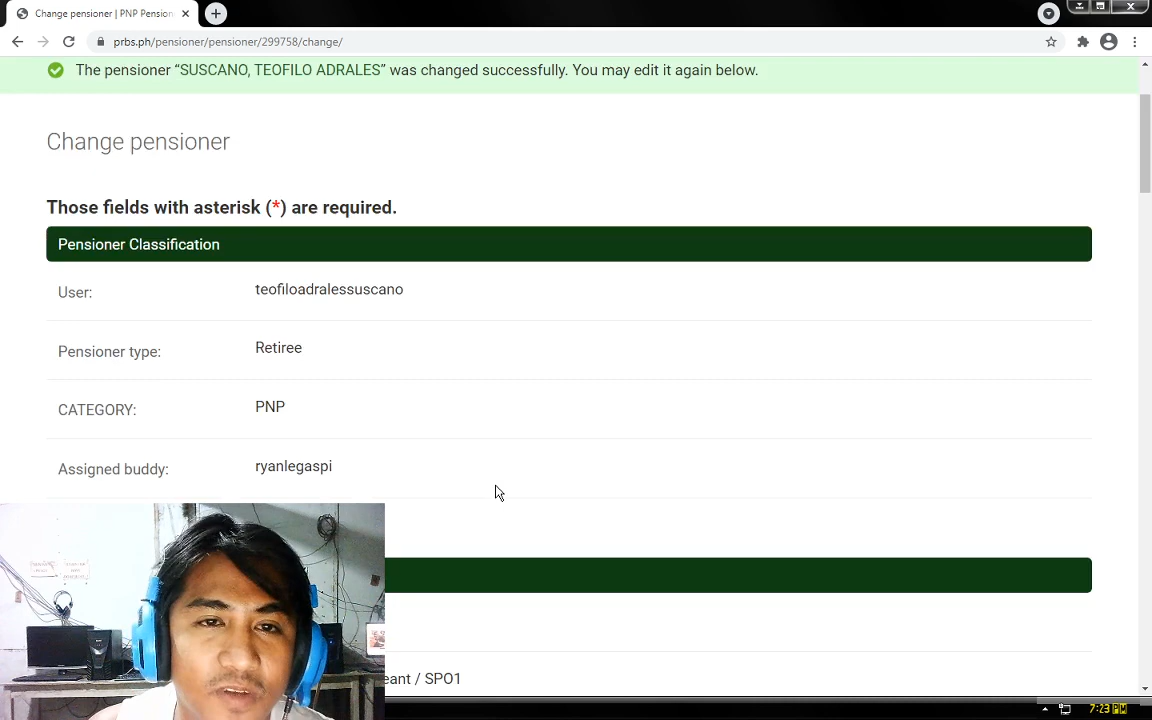 Change pensioner | PNP Pension
prbs.ph/pensioner/pensioner/299758/change/
The pensioner “SUSCANO, TEOFILO ADRALES” was changed successfully. You may edit it again below.
Change pensioner
Those fields with asterisk (*) are required.
Pensioner Classification
User: teofiloadralessuscano
Pensioner type: Retiree
CATEGORY: PNP
Assigned buddy: ryanlegaspi
/ SPO1
7:23 PM